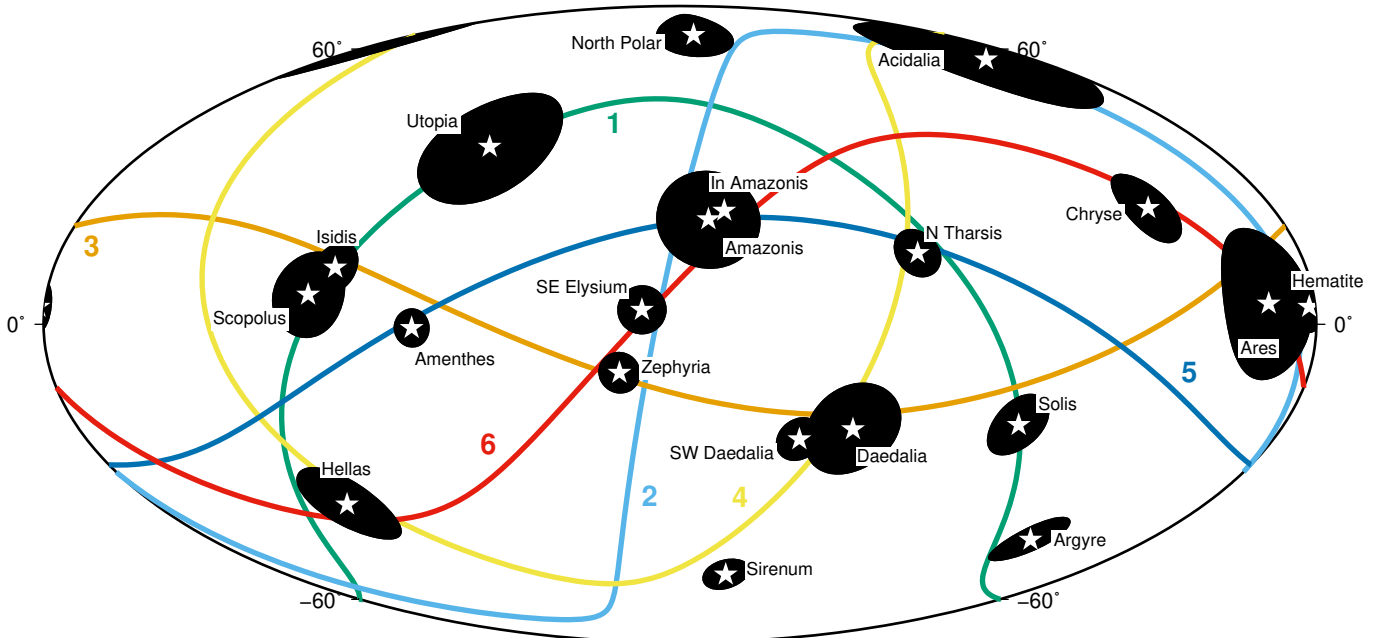 North Polar
60°
60°
Acidalia
Utopia
1
In Amazonis
Chryse
N Tharsis
3
Isidis
Amazonis
SE Elysium
Hematite
Scopolus
0°
0°
Amenthes
Ares
Zephyria
5
Solis
6
SW Daedalia
Daedalia
Hellas
2
4
Argyre
Sirenum
−60°
−60°